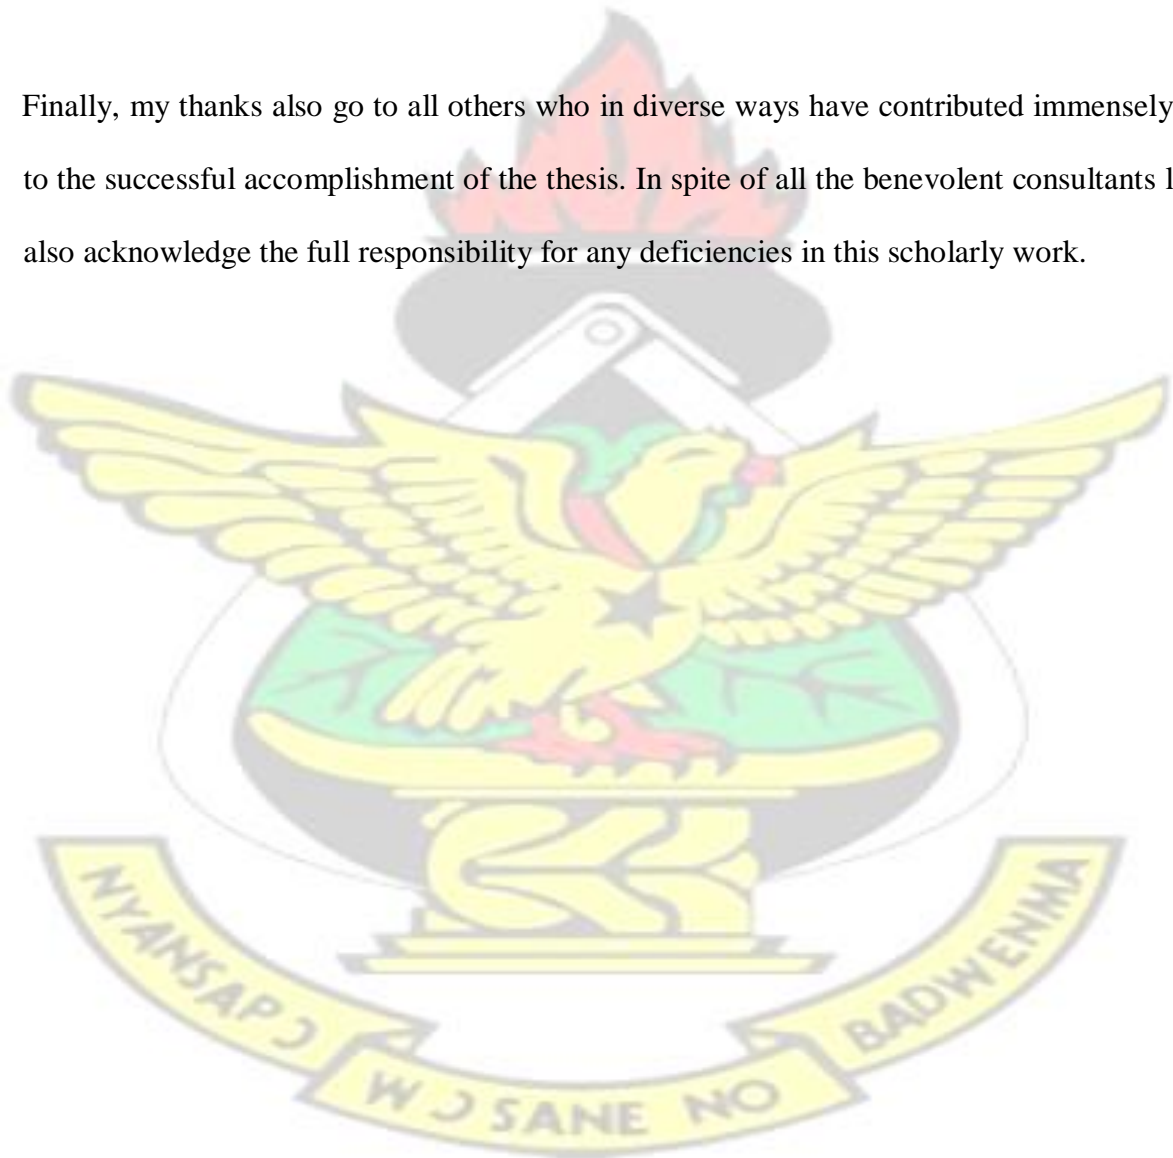 Finally, my thanks also go to all others who in diverse ways have contributed immensely
to the successful accomplishment of the thesis. In spite of all the benevolent consultants l
also acknowledge the full responsibility for any deficiencies in this scholarly work.
NYANSAPƆ
WƆSANE NO
BADWENMA